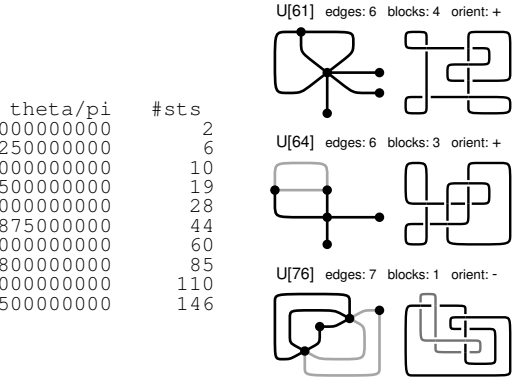 U[61] edges: 6 blocks: 4 orient: +
theta/pi #sts
000000000 2
250000000 6
000000000 10
500000000 19
000000000 28
875000000 44
000000000 60
800000000 85
000000000 110
500000000 146
U[64] edges: 6 blocks: 3 orient: +
U[76] edges: 7 blocks: 1 orient: -